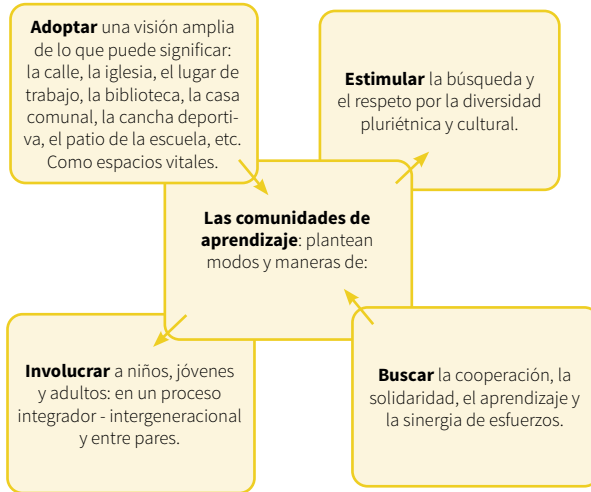 Adoptar una visión amplia
de lo que puede significar:
la calle, la iglesia, el lugar de
trabajo, la biblioteca, la casa
comunal, la cancha deporti-
va, el patio de la escuela, etc.
Como espacios vitales.
Estimular la búsqueda y
el respeto por la diversidad
pluriétnica y cultural.
Las comunidades de
aprendizaje: plantean
modos y maneras de:
Involucrar a niños, jóvenes
y adultos: en un proceso
integrador - intergeneracional
y entre pares.
Buscar la cooperación, la
solidaridad, el aprendizaje y
la sinergia de esfuerzos.